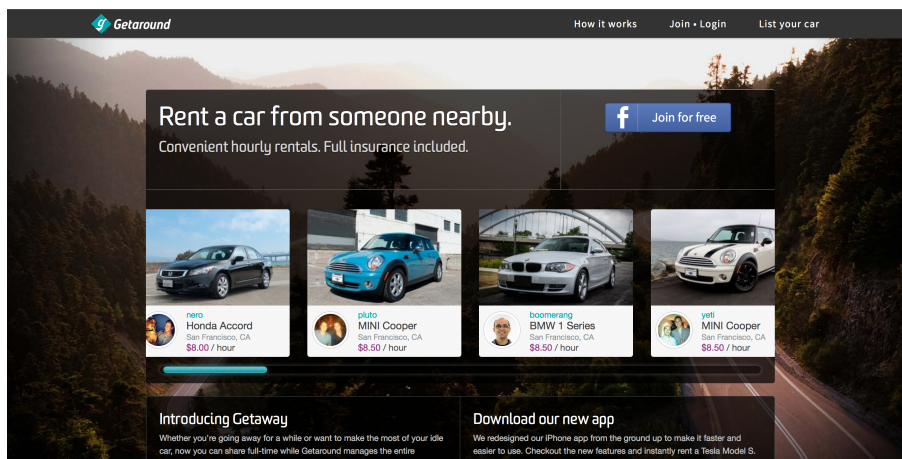 Getaround
How it works
Join • Login
List your car
Rent a car from someone nearby.
Convenient hourly rentals. Full insurance included.
f Join for free
nero
Honda Accord
San Francisco, CA
$8.00 / hour
pluto
MINI Cooper
San Francisco, CA
$8.50 / hour
boomerang
BMW 1 Series
San Francisco, CA
$8.50 / hour
yeti
MINI Cooper
San Francisco, CA
$8.50 / hour
Introducing Getaway
Whether you're going away for a while or want to make the most of your idle
car, now you can share full-time while Getaround manages the entire
Download our new app
We redesigned our iPhone app from the ground up to make it faster and
easier to use. Checkout the new features and instantly rent a Tesla Model S.